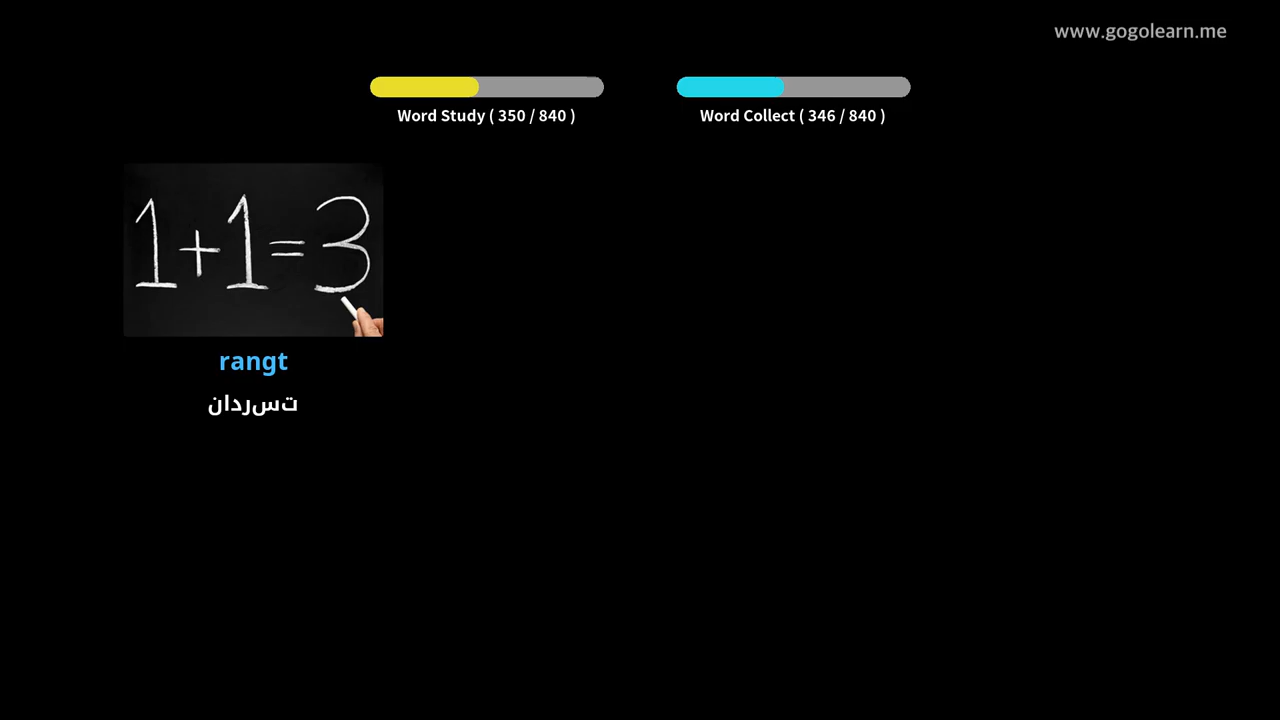 www.gogolearn.me
Word Study ( 350 / 840 )
Word Collect ( 346 / 840 )
1+1=3
rangt
تسردان